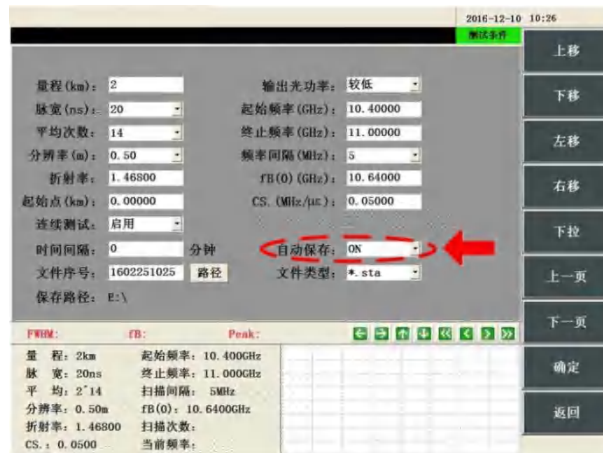 2016-12-10 10:26
测试条件
量程(km): 2 输出光功率: 较低
脉宽(ns): 20 起始频率(GHz): 10.40000
平均次数: 14 终止频率(GHz): 11.00000
分辨率(m): 0.50 频率间隔(MHz): 5
折射率: 1.46800 fB(0)(GHz): 10.64000
起始点(km): 0.00000 CS.(MHz/με): 0.05000
连续测试: 启用
时间间隔: 0 分钟 自动保存: ON
文件序号: 1602251025 路径 文件类型: *.sta
保存路径: E:\
FWHM: fB: Peak:
量 程: 2km 起始频率: 10.400GHz
脉 宽: 20ns 终止频率: 11.000GHz
平 均: 2^14 扫描间隔: 5MHz
分辨率: 0.50m fB(0): 10.6400GHz
折射率: 1.46800 扫描次数:
CS.: 0.0500 当前频率:
上移
下移
左移
右移
下拉
上一页
下一页
确定
返回